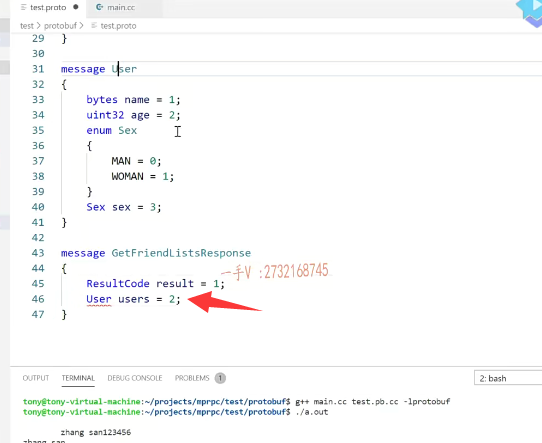 test.proto ● main.cc
test > protobuf > test.proto
29 }
30
31 message User
32 {
33 bytes name = 1;
34 uint32 age = 2;
35 enum Sex
36 {
37 MAN = 0;
38 WOMAN = 1;
39 }
40 Sex sex = 3;
41 }
42
43 message GetFriendListsResponse
44 {
45 ResultCode result = 1;
一手V :2732168745
46 User users = 2;
47 }
OUTPUT TERMINAL DEBUG CONSOLE PROBLEMS 1 2: bash
tony@tony-virtual-machine:~/projects/mprpc/test/protobuf$ g++ main.cc test.pb.cc -lprotobuf
tony@tony-virtual-machine:~/projects/mprpc/test/protobuf$ ./a.out
zhang san123456
zhang san